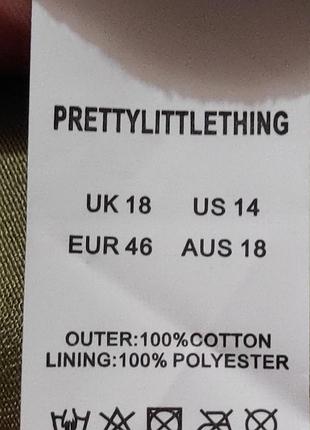 PRETTYLITTLETHING
UK 18 US 14
EUR 46 AUS 18
OUTER:100%COTTON
LINING:100% POLYESTER